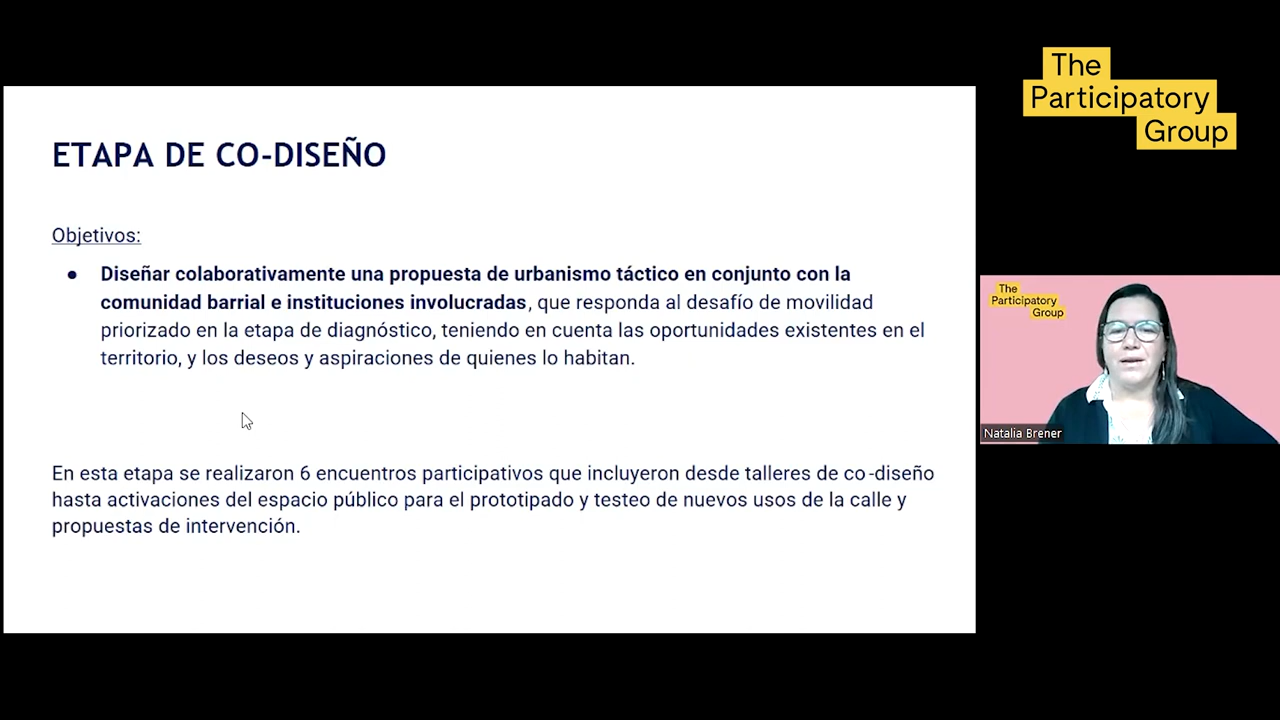 The
Participatory
Group
ETAPA DE CO-DISEÑO
Objetivos:
● Diseñar colaborativamente una propuesta de urbanismo táctico en conjunto con la
comunidad barrial e instituciones involucradas, que responda al desafío de movilidad
priorizado en la etapa de diagnóstico, teniendo en cuenta las oportunidades existentes en el
territorio, y los deseos y aspiraciones de quienes lo habitan.
En esta etapa se realizaron 6 encuentros participativos que incluyeron desde talleres de co-diseño
hasta activaciones del espacio público para el prototipado y testeo de nuevos usos de la calle y
propuestas de intervención.
The
Participatory
Group
Natalia Brener